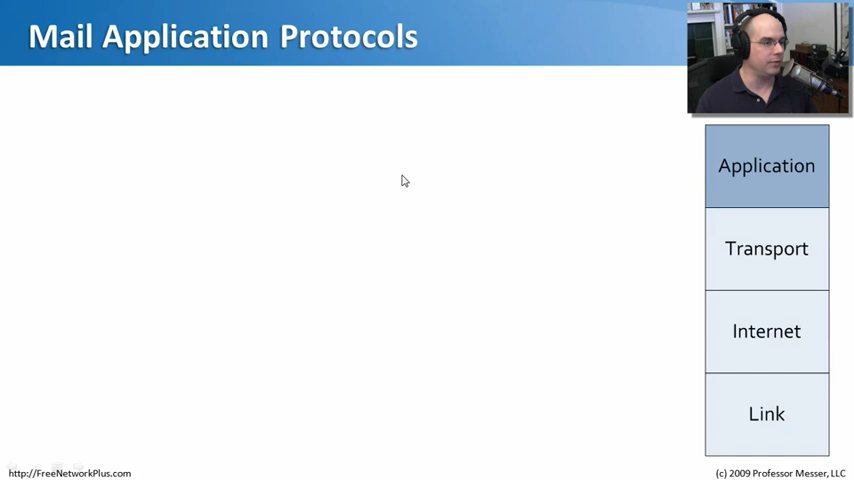 Mail Application Protocols
Application
Transport
Internet
Link
http://FreeNetworkPlus.com
(c) 2009 Professor Messer, LLC